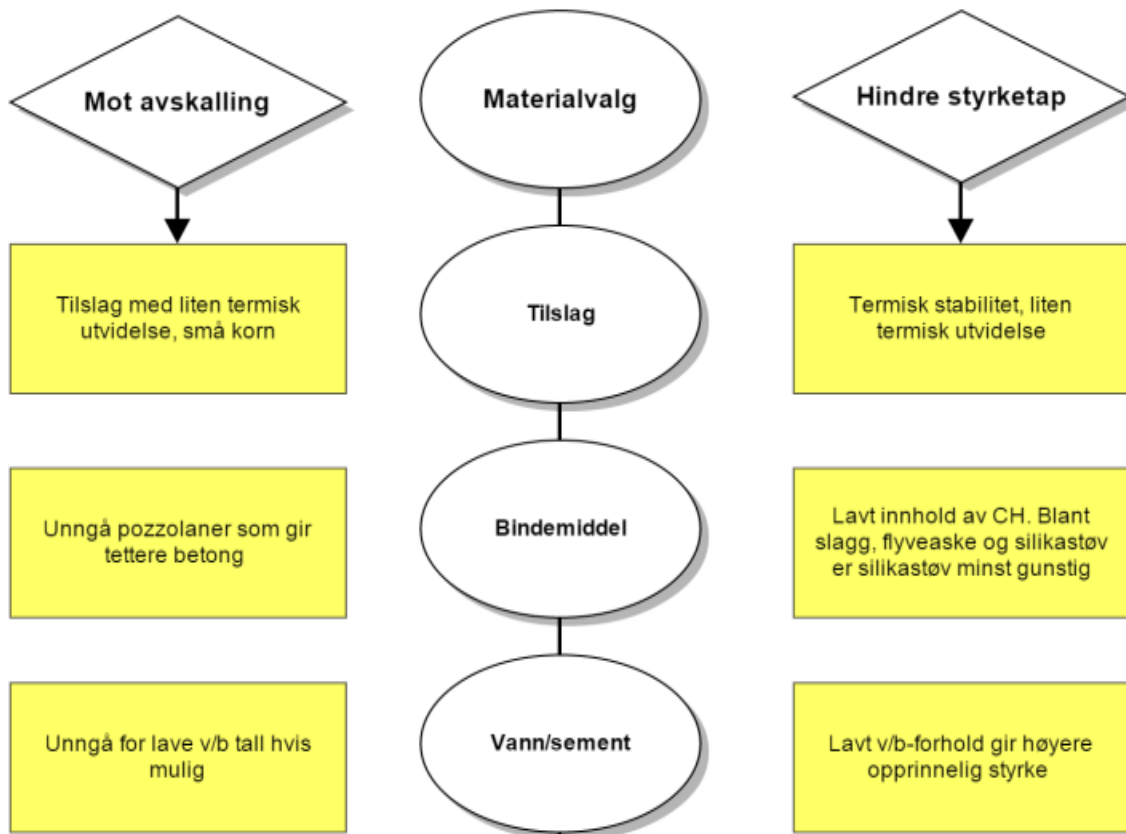 Mot avskalling
Materialvalg
Hindre styrketap
Tilslag med liten termisk
utvidelse, små korn
Tilslag
Termisk stabilitet, liten
termisk utvidelse
Unngå pozzolaner som gir
tettere betong
Bindemiddel
Lavt innhold av CH. Blant
slagg, flyveaske og silikastøv
er silikastøv minst gunstig
Unngå for lave v/b tall hvis
mulig
Vann/sement
Lavt v/b-forhold gir høyere
opprinnelig styrke